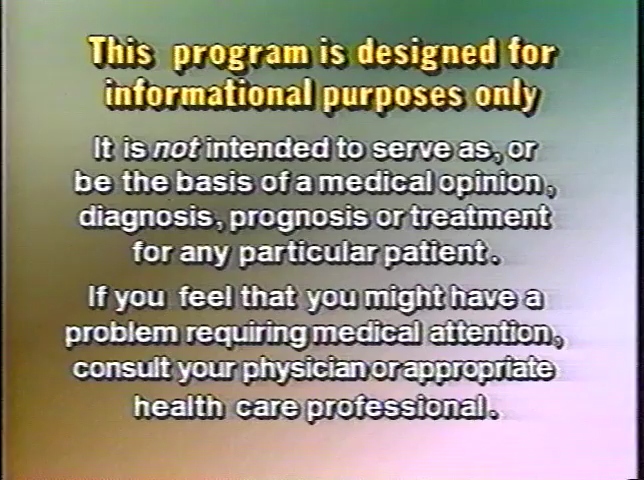 This program is designed for
informational purposes only
It is not intended to serve as, or
be the basis of a medical opinion,
diagnosis, prognosis or treatment
for any particular patient.
If you feel that you might have a
problem requiring medical attention,
consult your physician or appropriate
health care professional.